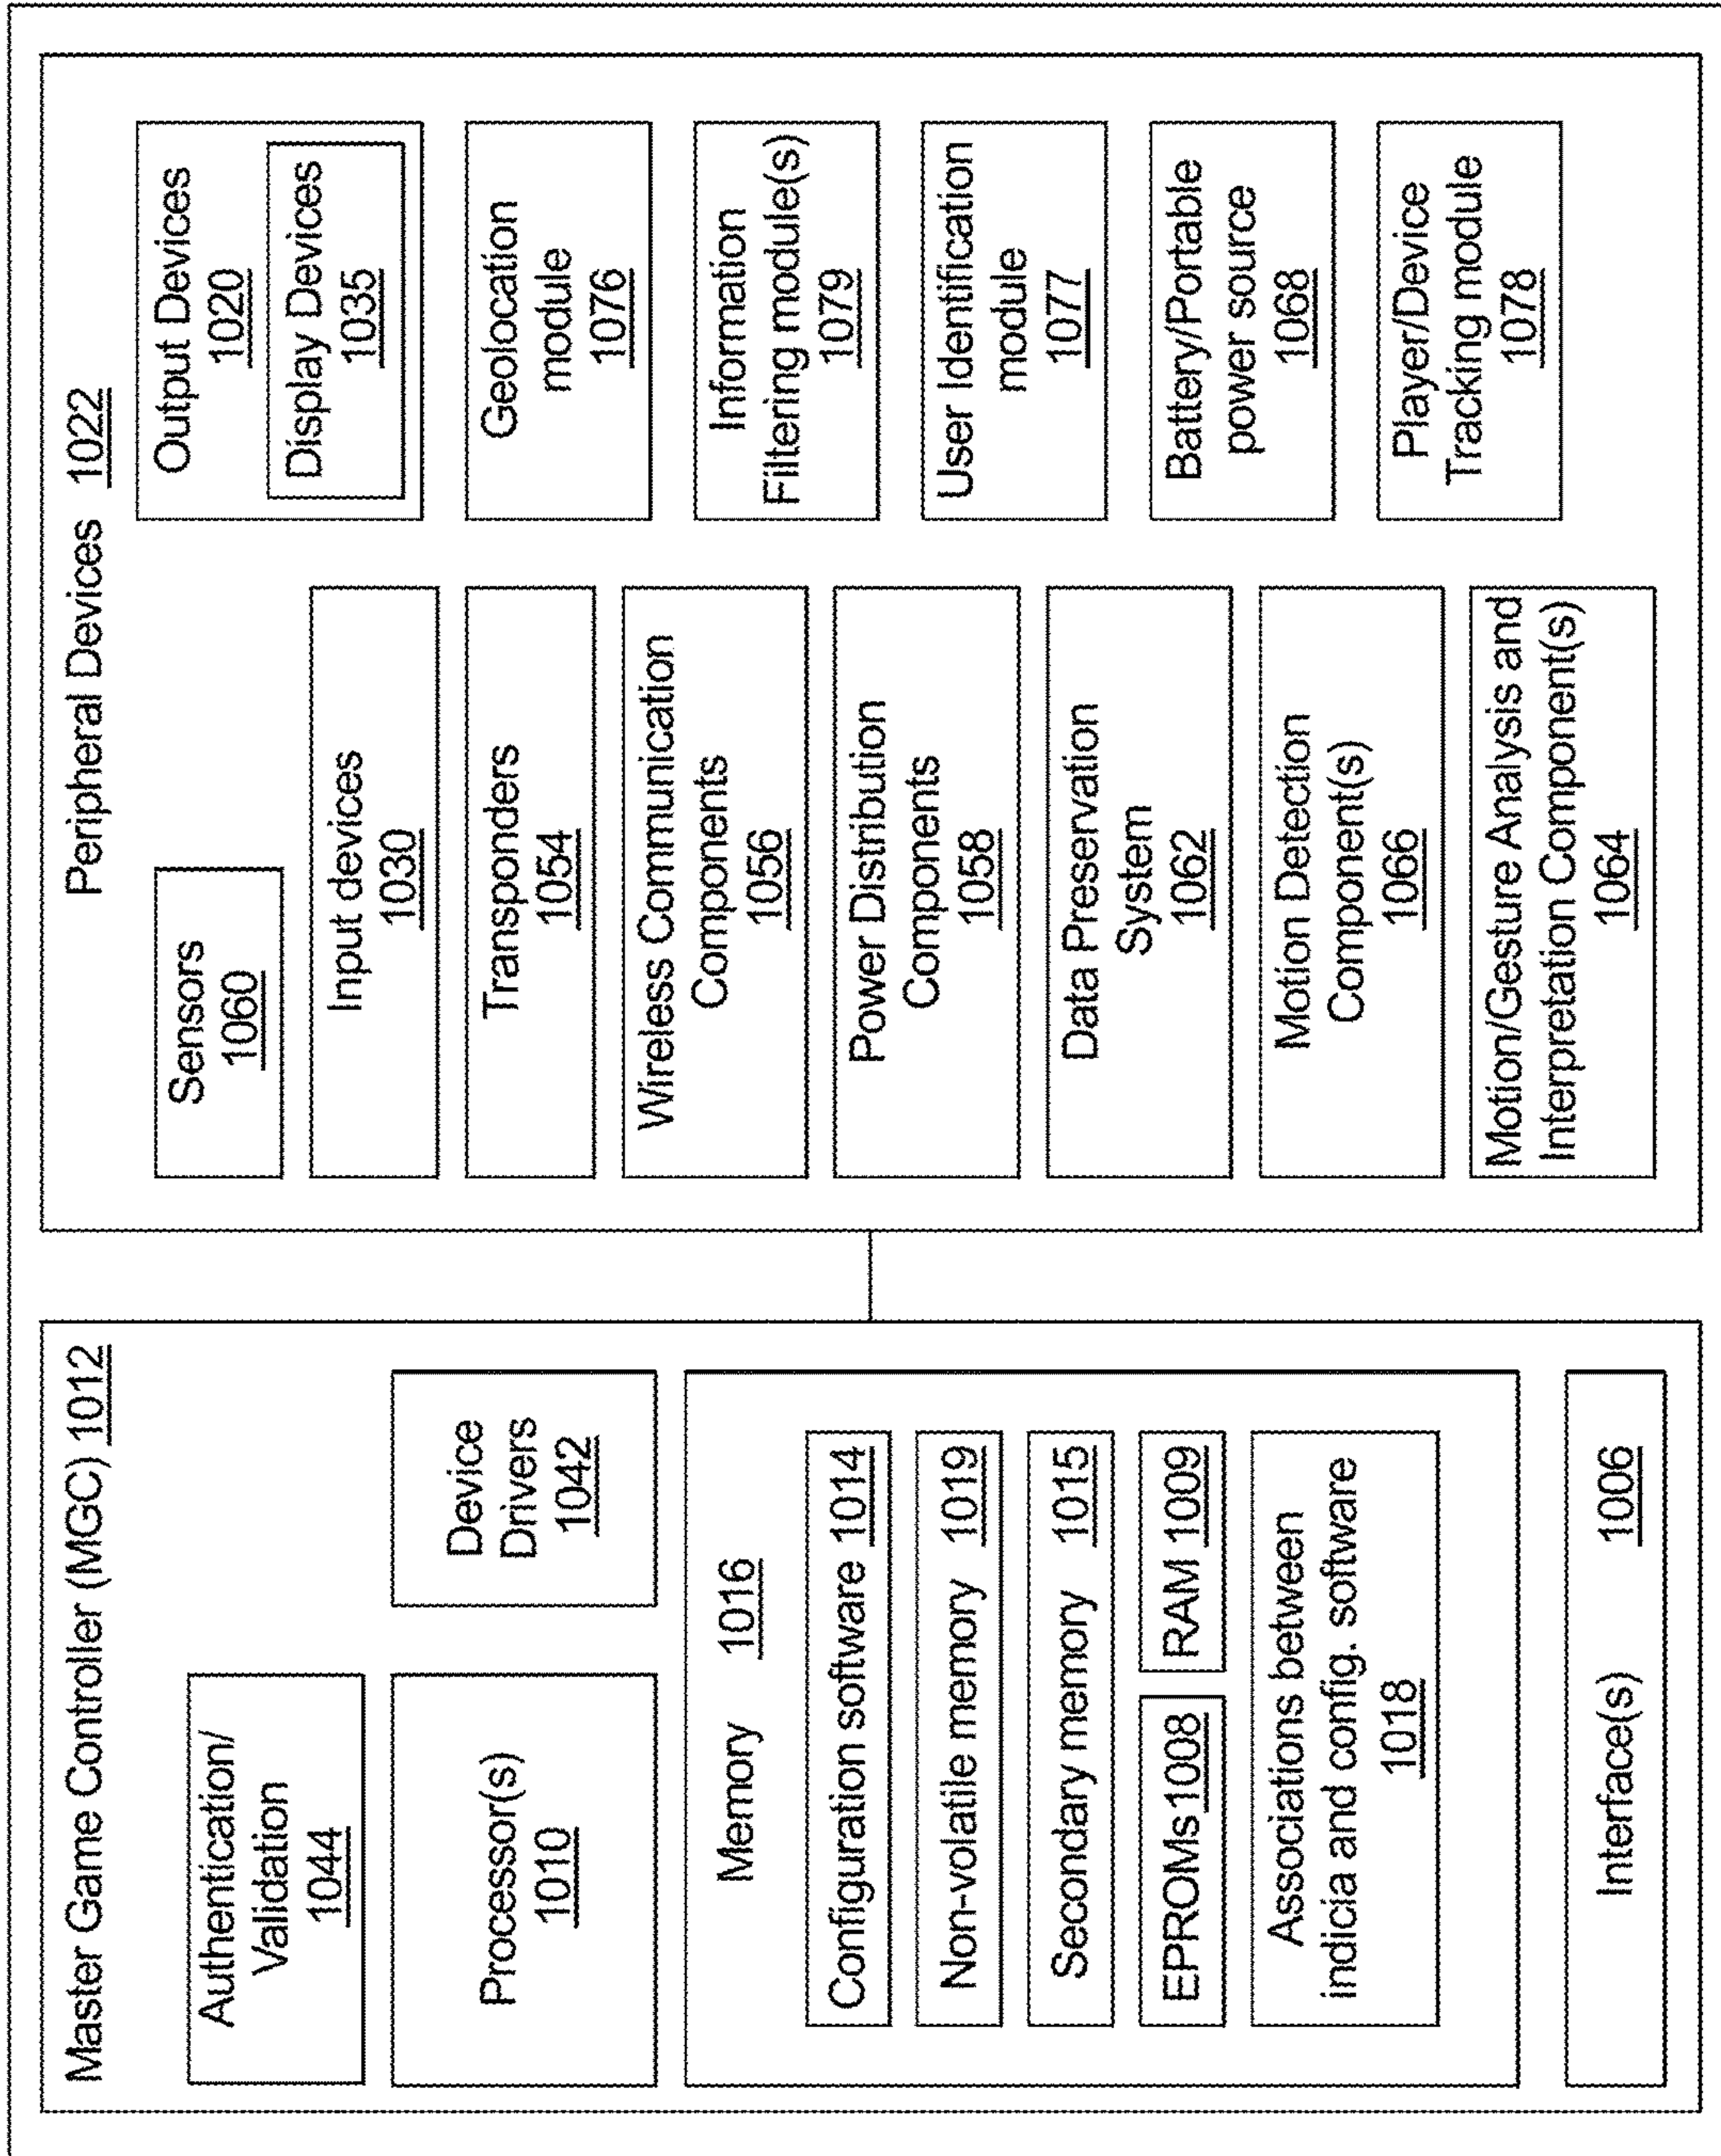 Master Game Controller (MGC) 1012
Authentication/
Validation
1044
Processor(s)
1010
Device
Drivers
1042
Memory 1016
Configuration software 1014
Non-volatile memory 1019
Secondary memory 1015
EPROMs 1008
RAM 1009
Associations between
indicia and config. software
1018
Interface(s) 1006
Peripheral Devices 1022
Sensors
1060
Input devices
1030
Transponders
1054
Wireless Communication
Components
1056
Power Distribution
Components
1058
Data Preservation
System
1062
Motion Detection
Component(s)
1066
Motion/Gesture Analysis and
Interpretation Component(s)
1064
Output Devices
1020
Display Devices
1035
Geolocation
module
1076
Information
Filtering module(s)
1079
User Identification
module
1077
Battery/Portable
power source
1068
Player/Device
Tracking module
1078